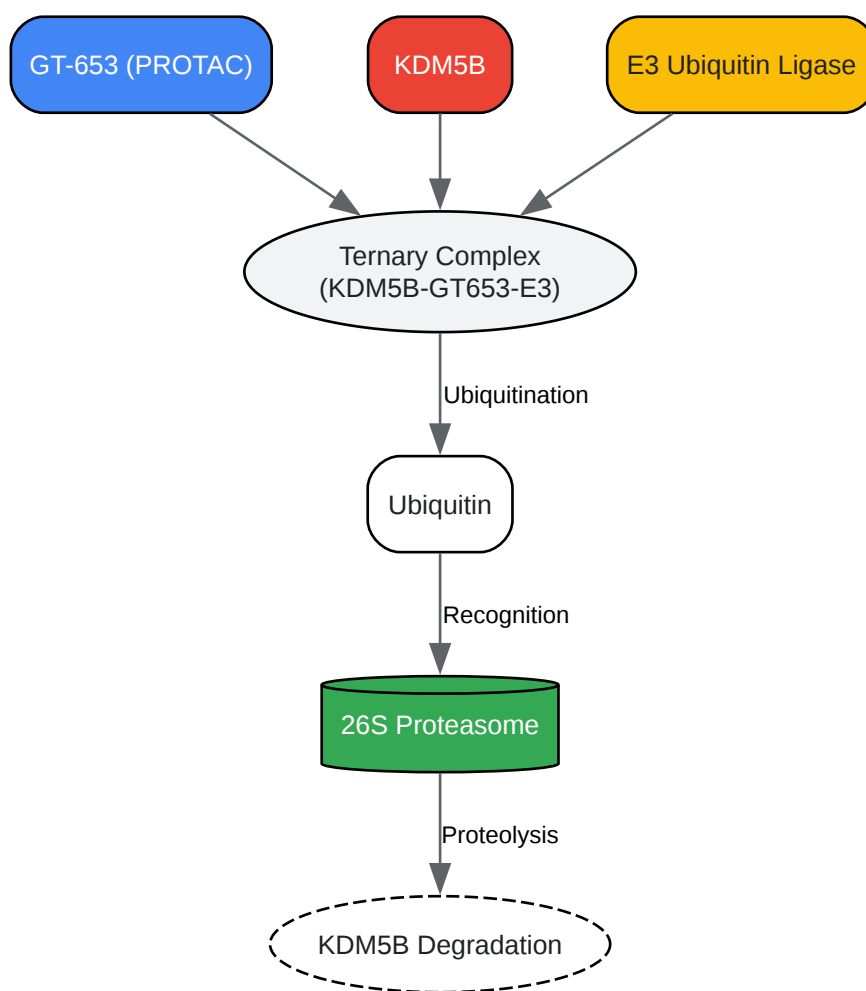 GT-653 (PROTAC)
KDM5B
E3 Ubiquitin Ligase
Ternary Complex
(KDM5B-GT653-E3)
Ubiquitination
Ubiquitin
Recognition
26S Proteasome
Proteolysis
KDM5B Degradation